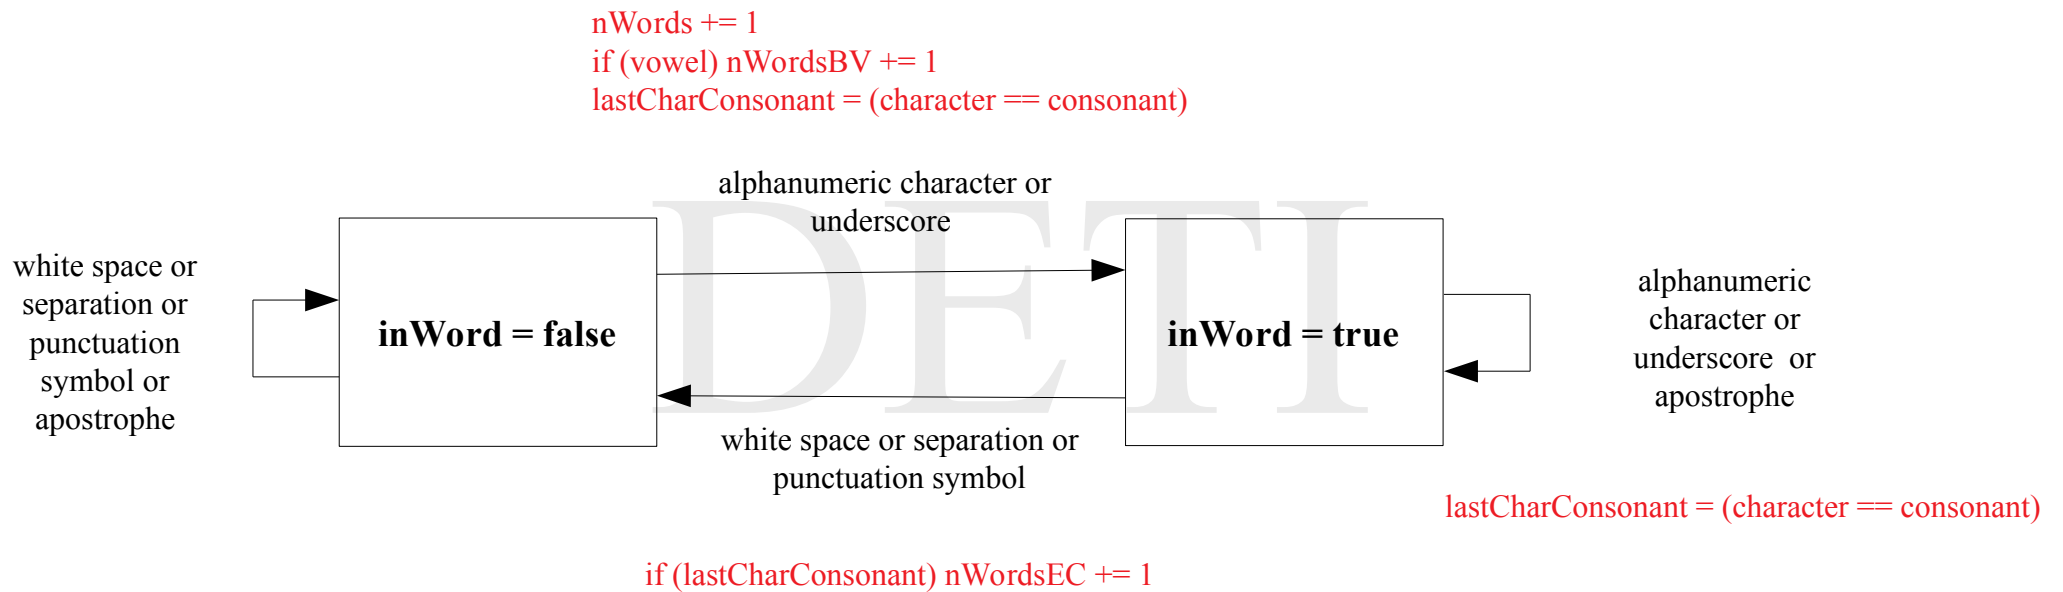 nWords += 1
if (vowel) nWordsBV += 1
lastCharConsonant = (character == consonant)
alphanumeric character or
underscore
white space or
separation or
punctuation
symbol or
apostrophe
inWord = false
DETI
inWord = true
alphanumeric
character or
underscore or
apostrophe
white space or separation or
punctuation symbol
lastCharConsonant = (character == consonant)
if (lastCharConsonant) nWordsEC += 1